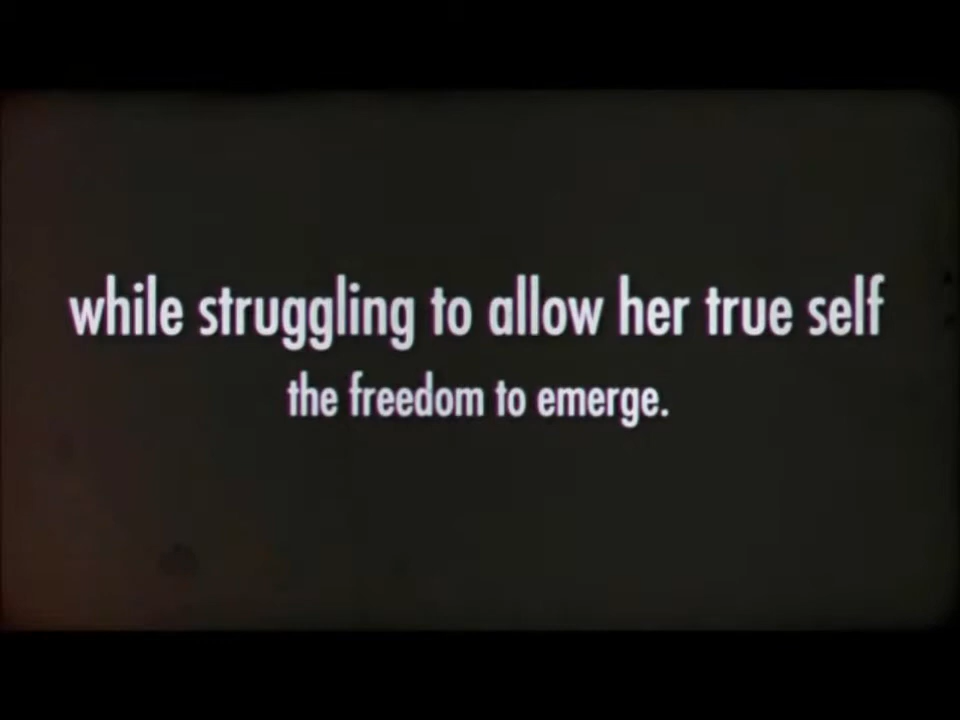 while struggling to allow her true self
the freedom to emerge.